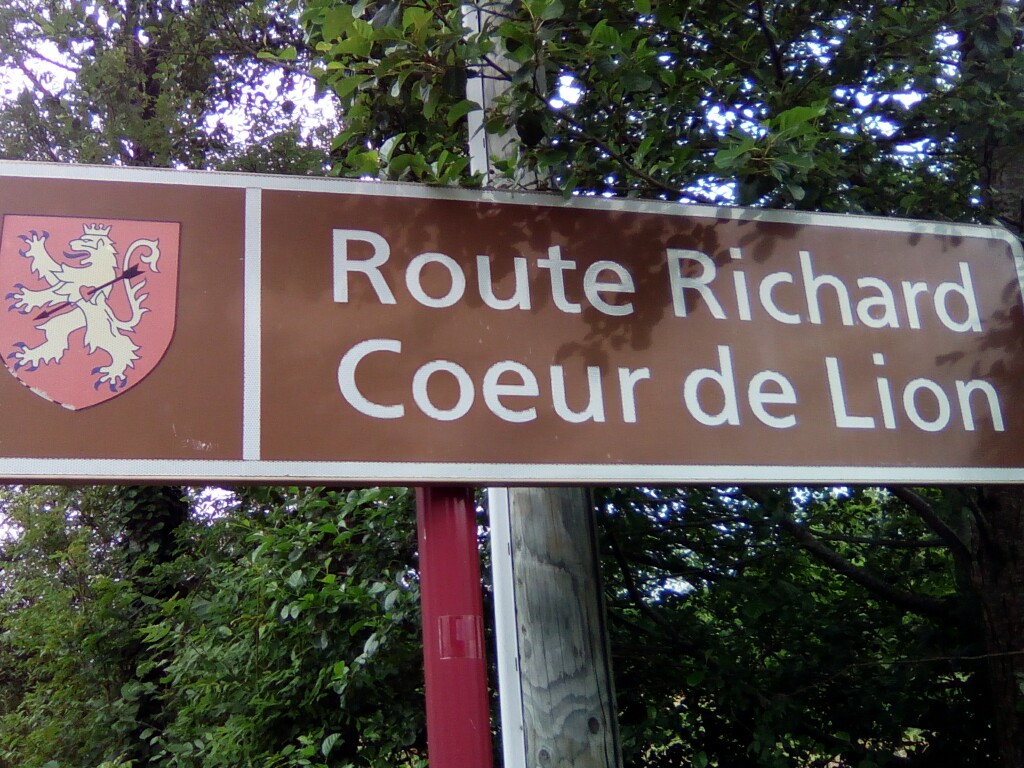 Route Richard
Coeur de Lion